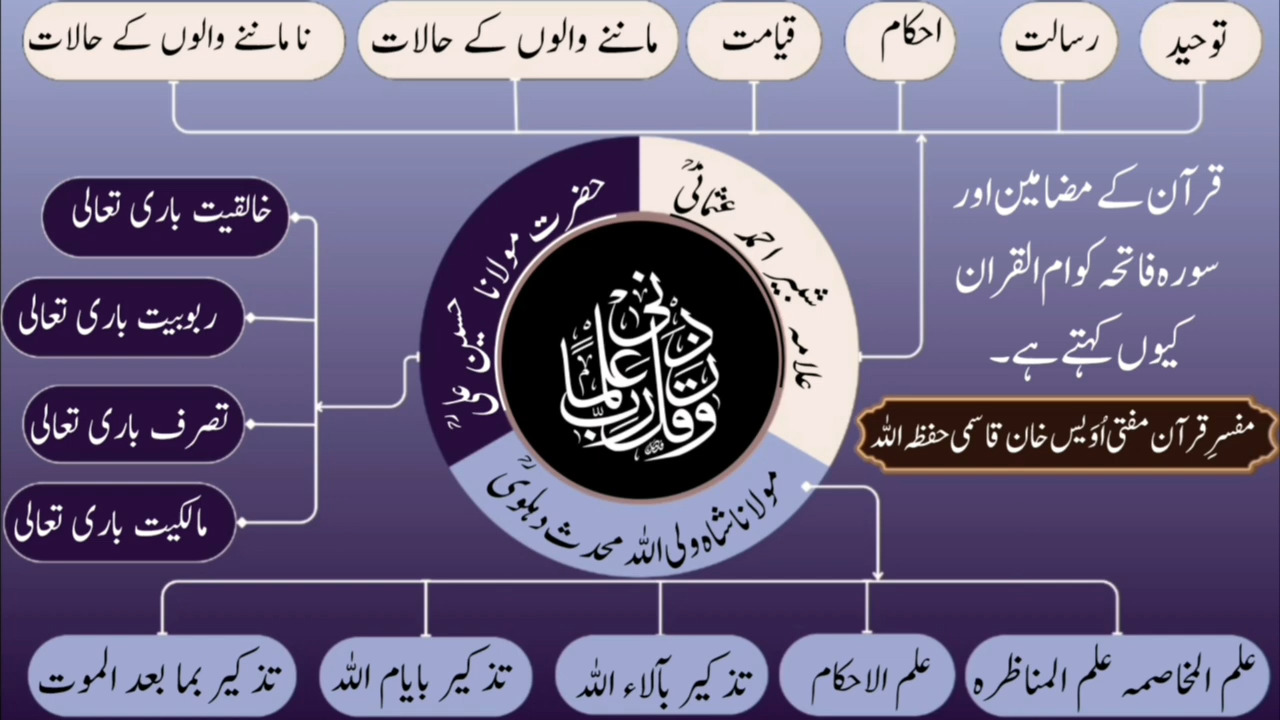 توحید
رسالت
احکام
قیامت
ماننے والوں کے حالات
نا ماننے والوں کے حالات
قرآن کے مضامین اور
سورہ فاتحہ کو ام القران
کیوں کہتے ہے۔
مفسرِ قرآن مفتی اُوَیس خان قاسمی حفظہ اللہ
علامہ شبیر احمد عثمانیؒ
حضرت مولانا حسین علیؒ
وقل رب زدنی علما
مولانا شاہ ولی اللہ محدث دہلویؒ
خالقیت باری تعالی
ربوبیت باری تعالی
تصرف باری تعالی
مالکیت باری تعالی
علم المخاصمہ علم المناظرہ
علم الاحکام
تذکیر بآلاء اللہ
تذکیر بایام اللہ
تذکیر بما بعد الموت